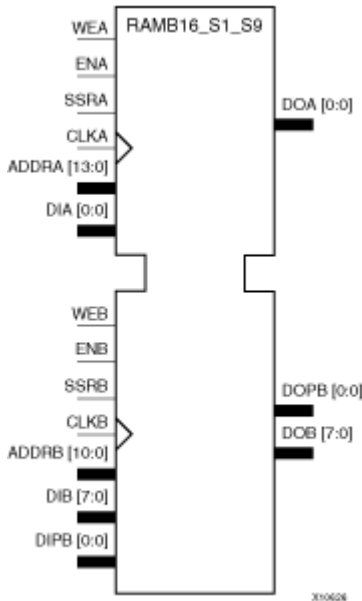 WEA
RAMB16_S1_S9
ENA
SSRA
DOA [0:0]
CLKA
ADDRA [13:0]
DIA [0:0]
WEB
ENB
SSRB
DOPB [0:0]
CLKB
DOB [7:0]
ADDRB [10:0]
DIB [7:0]
DIPB [0:0]
X10626